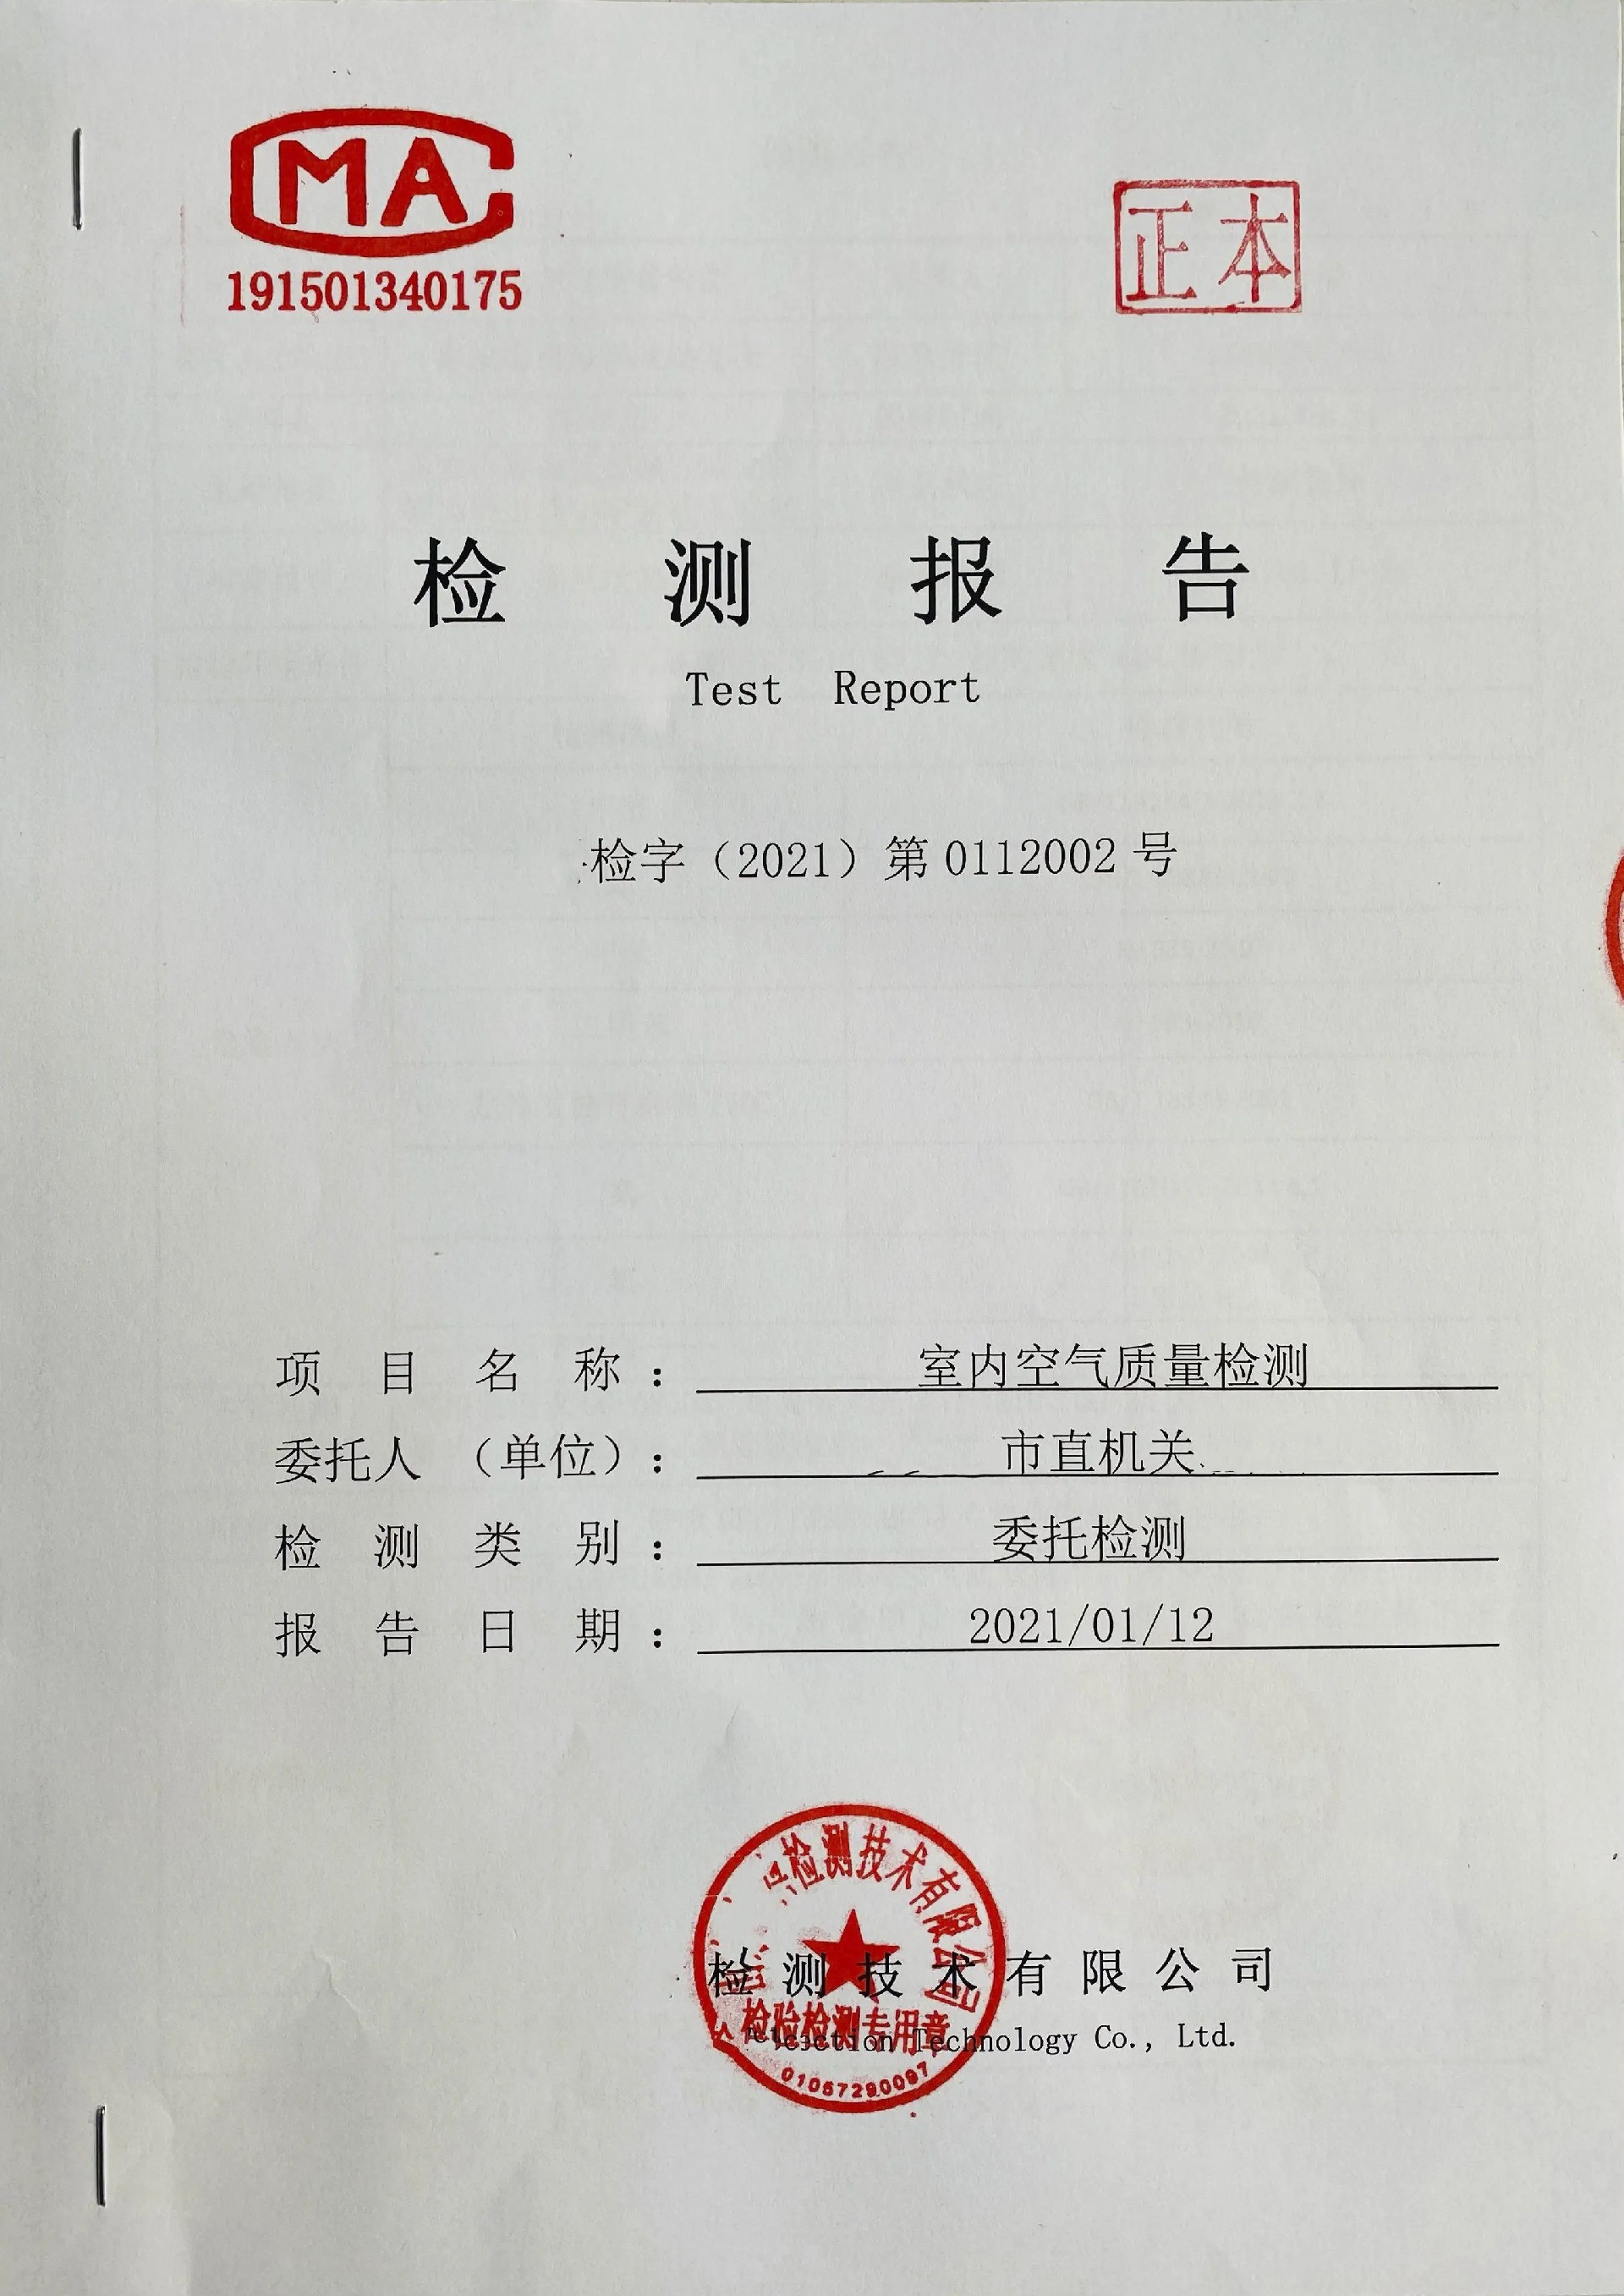 MA
191501340175
正本
检测报告
Test Report
检字（2021）第0112002号
项目名称：室内空气质量检测
委托人（单位）：市直机关
检测类别：委托检测
报告日期：2021/01/12
检测技术有限公司
检测技术有限公司
检验检测专用章
Technology Co., Ltd.